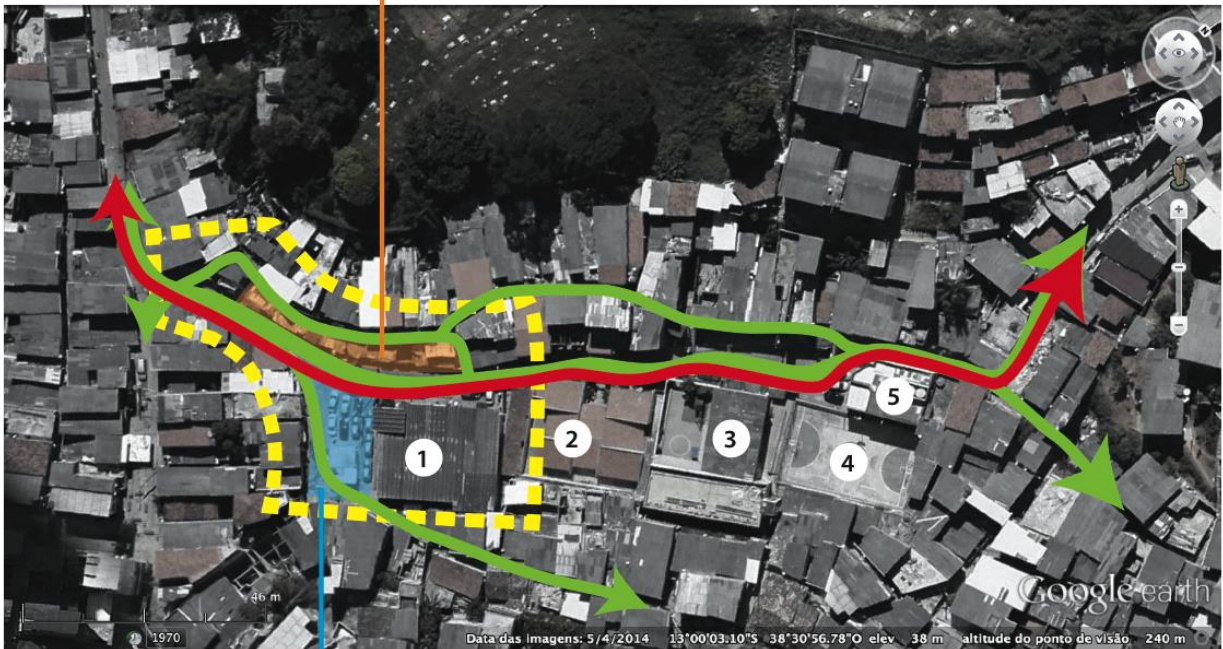 1
2
3
4
5
N
46 m
Google earth
1970
Data das imagens: 5/4/2014 13°00'03.10"S 38°30'56.78"O elev 38 m altitude do ponto de visão 240 m